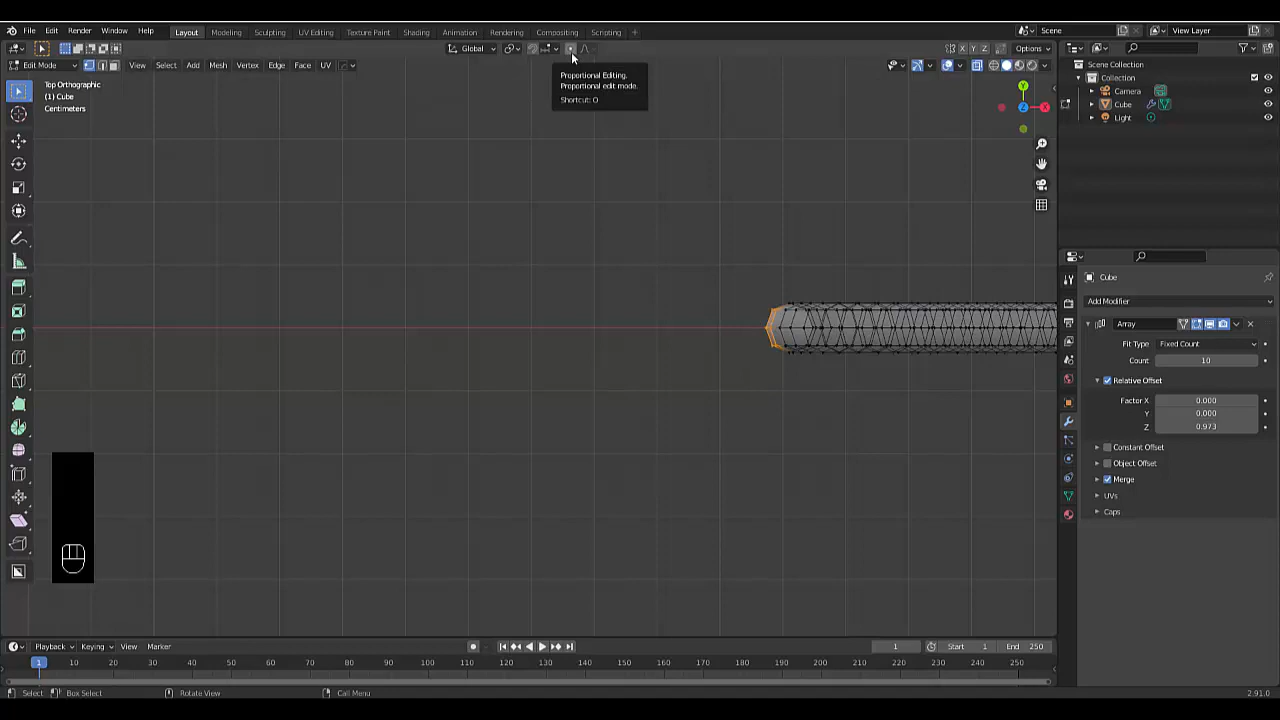 File Edit Render Window Help Layout Modeling Sculpting UV Editing Texture Paint Shading Animation Rendering Compositing Scripting + Scene View Layer
Global X Y Z Options
Edit Mode View Select Add Mesh Vertex Edge Face UV
Scene Collection
Collection
Camera
Cube
Light
Top Orthographic
(1) Cube
Centimeters
Proportional Editing.
Proportional edit mode.
Shortcut: O
Y
Z X
Cube
Add Modifier
Array
Fit Type Fixed Count
Count 10
Relative Offset
Factor X 0.000
Y 0.000
Z 0.973
Constant Offset
Object Offset
Merge
UVs
Caps
Playback Keying View Marker 1 Start 1 End 250
1 10 20 30 40 50 60 70 80 90 100 110 120 130 140 150 160 170 180 190 200 210 220 230 240 250
Select Box Select Rotate View Call Menu 2.91.0